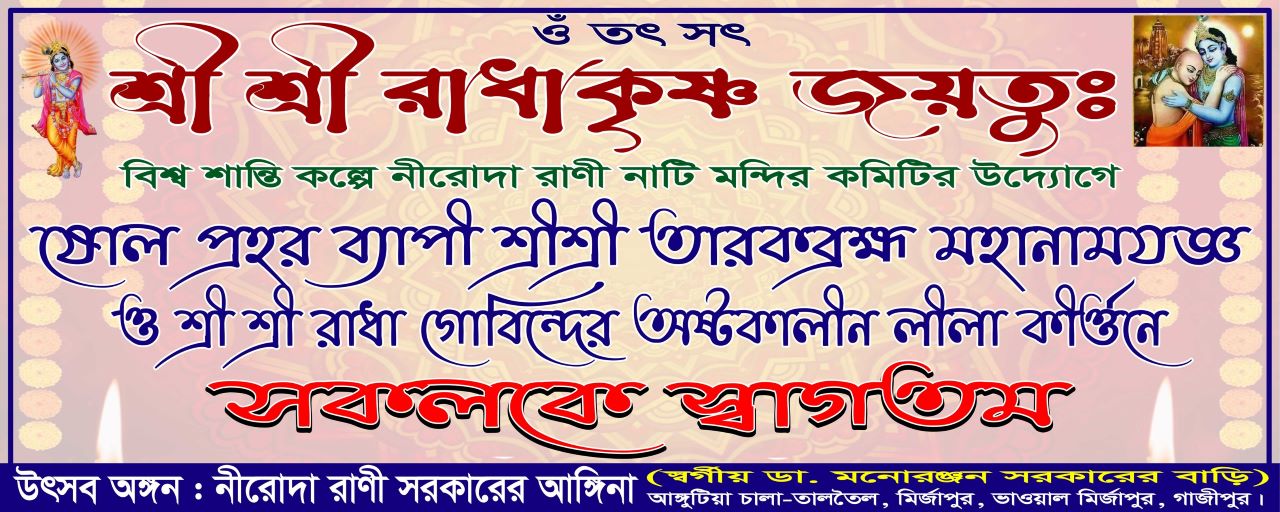 ওঁ তৎ সৎ
শ্রী শ্রী রাধাকৃষ্ণ জয়তুঃ
বিশ্ব শান্তি কল্পে নীরোদা রাণী নাটি মন্দির কমিটির উদ্যোগে
ষোল প্রহর ব্যাপী শ্রীশ্রী তারকব্রহ্ম মহানামযজ্ঞ
ও শ্রী শ্রী রাধা গোবিন্দের অষ্টকালীন লীলা কীর্ত্তনে
সকলকে স্বাগতম
উৎসব অঙ্গন : নীরোদা রাণী সরকারের আঙ্গিনা (স্বর্গীয় ডা. মনোরঞ্জন সরকারের বাড়ি)
আঙ্গুটিয়া চালা-তালতৈল, মির্জাপুর, ভাওয়াল মির্জাপুর, গাজীপুর।